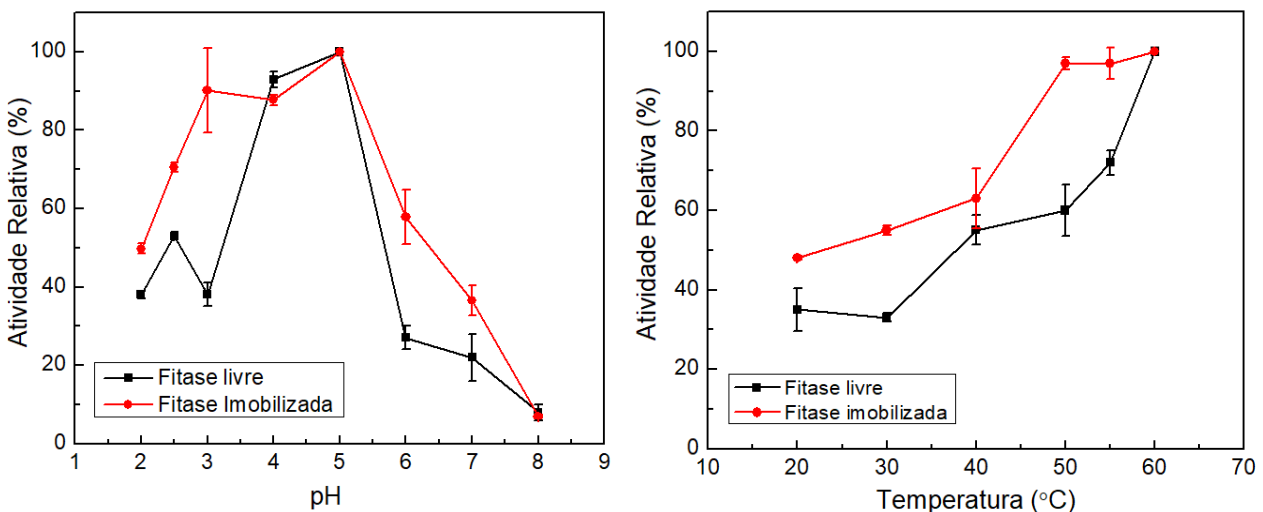 Atividade Relativa (%)
100
80
60
40
20
0
Fitase livre
Fitase Imobilizada
1 2 3 4 5 6 7 8 9
pH
Atividade Relativa (%)
100
80
60
40
20
0
Fitase livre
Fitase imobilizada
10 20 30 40 50 60 70
Temperatura (°C)